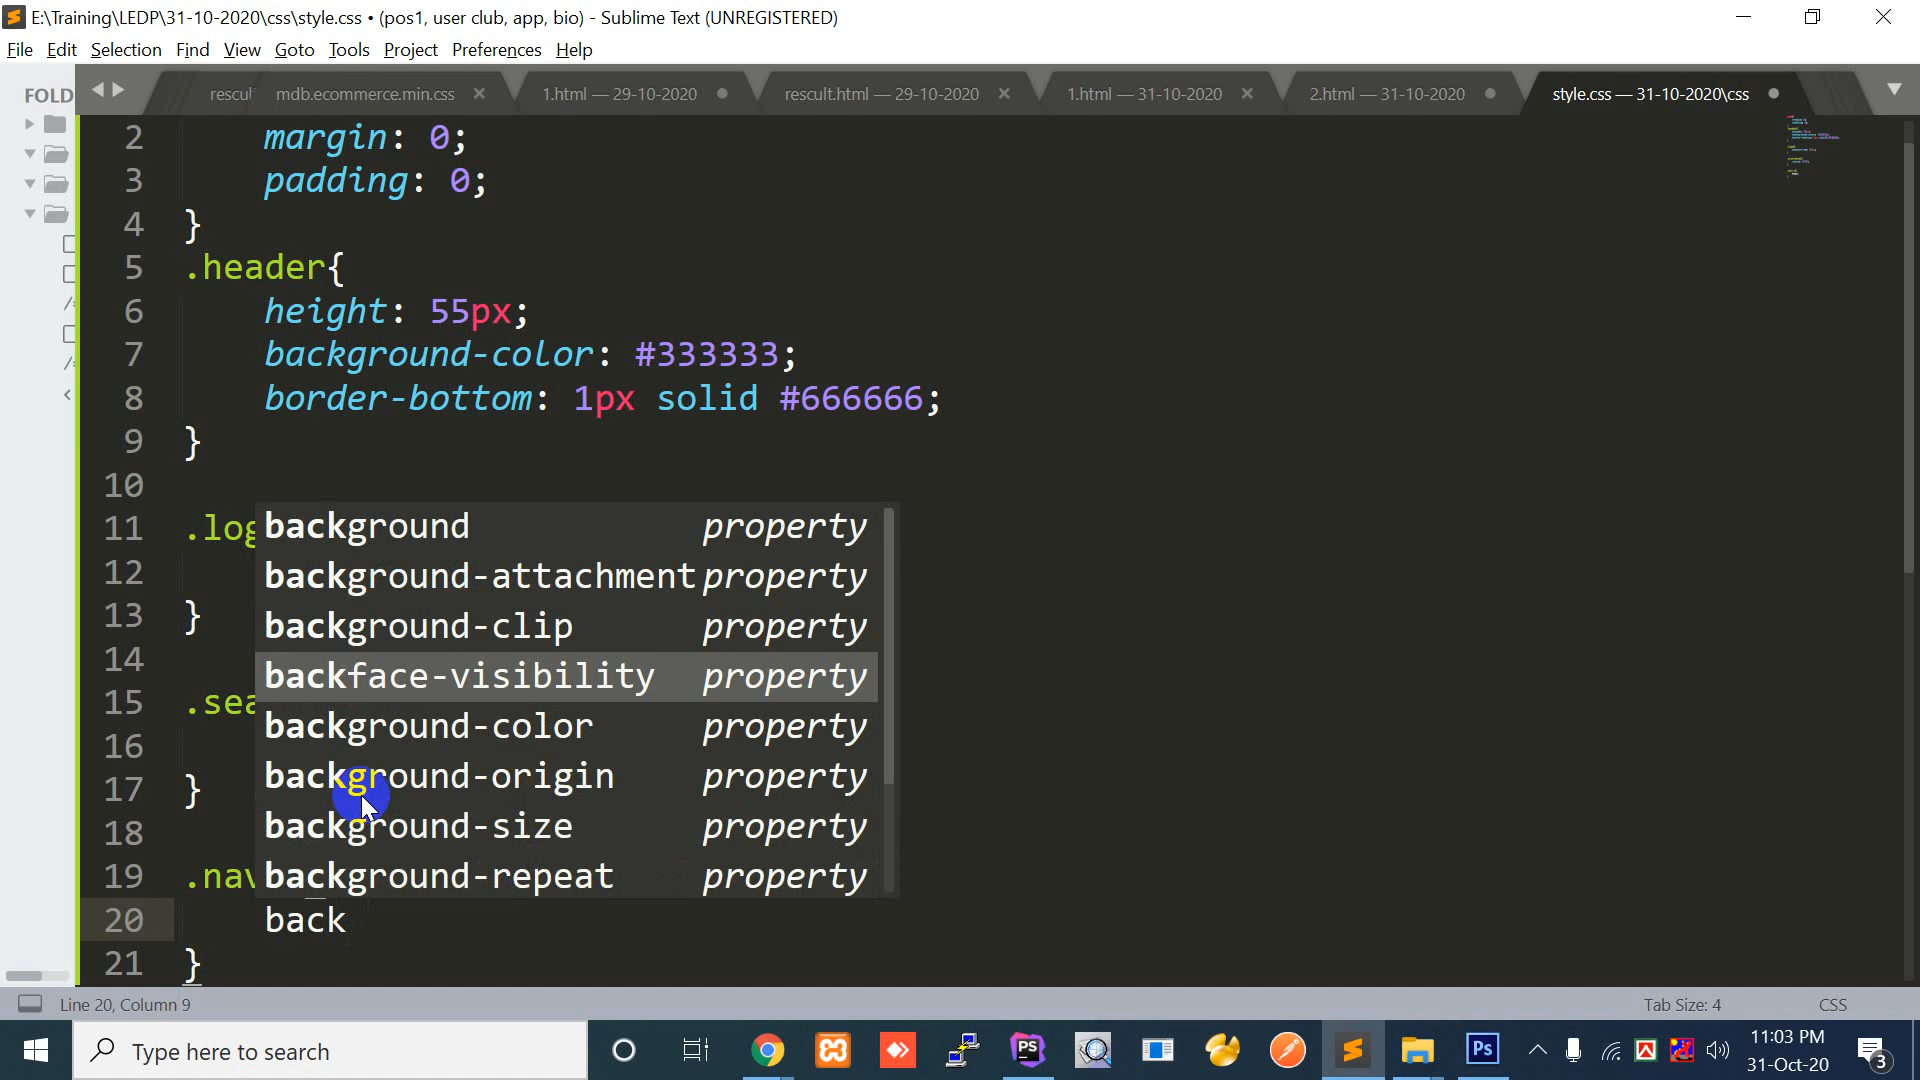 E:\Training\LEDP\31-10-2020\css\style.css • (pos1, user club, app, bio) - Sublime Text (UNREGISTERED)
File Edit Selection Find View Goto Tools Project Preferences Help
FOLD
rescul mdb.ecommerce.min.css 1.html — 29-10-2020 rescult.html — 29-10-2020 1.html — 31-10-2020 2.html — 31-10-2020 style.css — 31-10-2020\css
2 margin: 0;
3 padding: 0;
4 }
5 .header{
6 height: 55px;
7 background-color: #333333;
8 border-bottom: 1px solid #666666;
9 }
10
11 .log
12
13 }
14
15 .sea
16
17 }
18
19 .nav
20 back
21 }
background property
background-attachment property
background-clip property
backface-visibility property
background-color property
background-origin property
background-size property
background-repeat property
Line 20, Column 9 Tab Size: 4 CSS
Type here to search
PS
Ps
11:03 PM
31-Oct-20
3